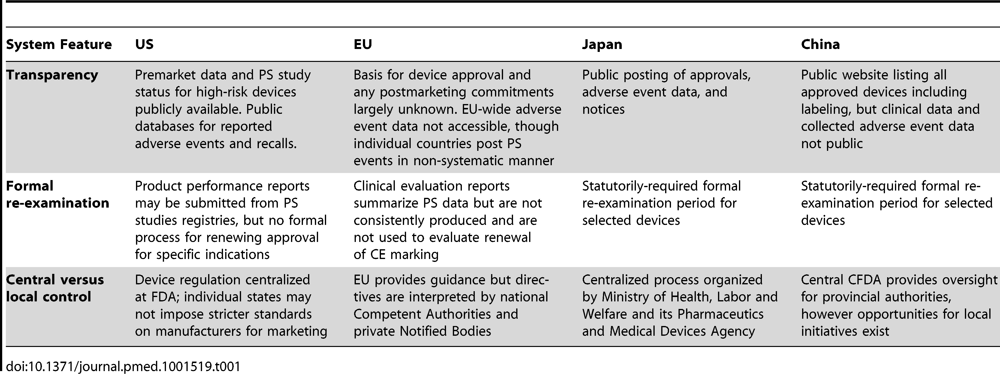 System Feature
US
EU
Japan
China
Transparency
Premarket data and PS study
status for high-risk devices
publicly available. Public
databases for reported
adverse events and recalls.
Basis for device approval and
any postmarketing commitments
largely unknown. EU-wide adverse
event data not accessible, though
individual countries post PS
events in non-systematic manner
Public posting of approvals,
adverse event data, and
notices
Public website listing all
approved devices including
labeling, but clinical data and
collected adverse event data
not public
Formal
re-examination
Product performance reports
may be submitted from PS
studies registries, but no formal
process for renewing approval
for specific indications
Clinical evaluation reports
summarize PS data but are not
consistently produced and are
not used to evaluate renewal
of CE marking
Statutorily-required formal
re-examination period for
selected devices
Statutorily-required formal re-
examination period for selected
devices
Central versus
local control
Device regulation centralized
at FDA; individual states may
not impose stricter standards
on manufacturers for marketing
EU provides guidance but direc-
tives are interpreted by national
Competent Authorities and
private Notified Bodies
Centralized process organized
by Ministry of Health, Labor and
Welfare and its Pharmaceutics
and Medical Devices Agency
Central CFDA provides oversight
for provincial authorities,
however opportunities for local
initiatives exist
doi:10.1371/journal.pmed.1001519.t001